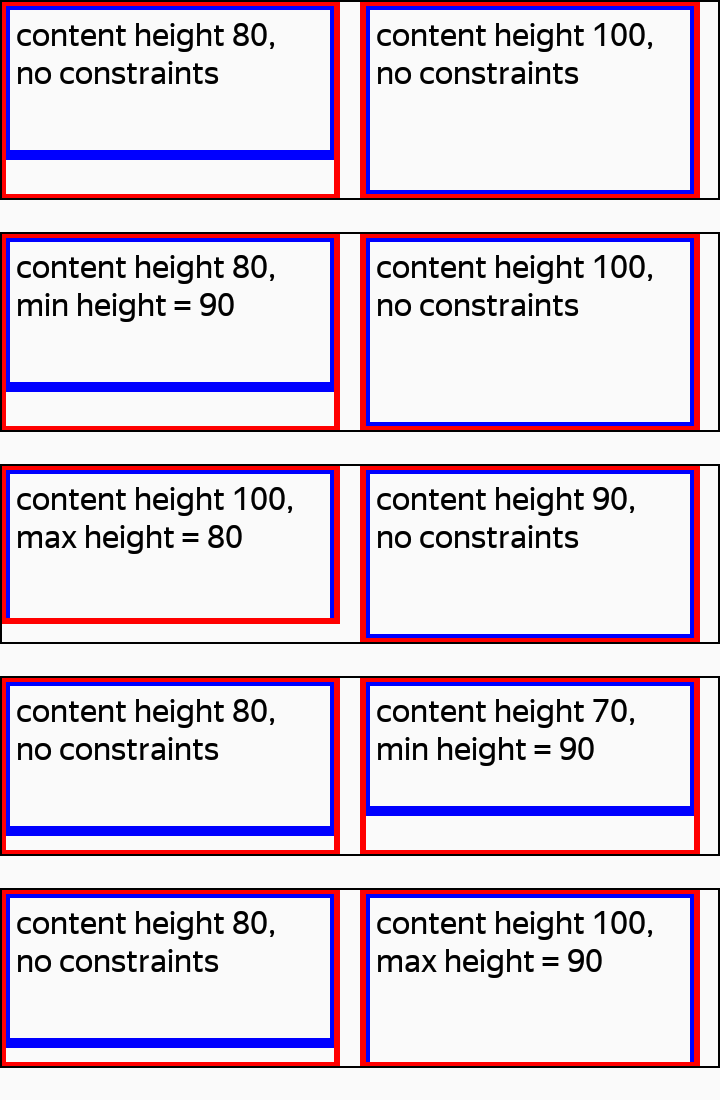 content height 80,
no constraints
content height 100,
no constraints
content height 80,
min height = 90
content height 100,
no constraints
content height 100,
max height = 80
content height 90,
no constraints
content height 80,
no constraints
content height 70,
min height = 90
content height 80,
no constraints
content height 100,
max height = 90